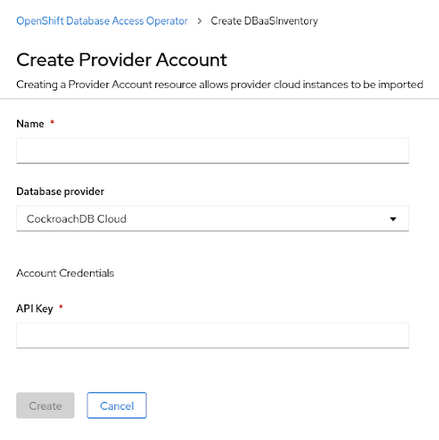 OpenShift Database Access Operator > Create DBaaSInventory
Create Provider Account
Creating a Provider Account resource allows provider cloud instances to be imported
Name *
Database provider
CockroachDB Cloud
Account Credentials
API Key *
Create Cancel